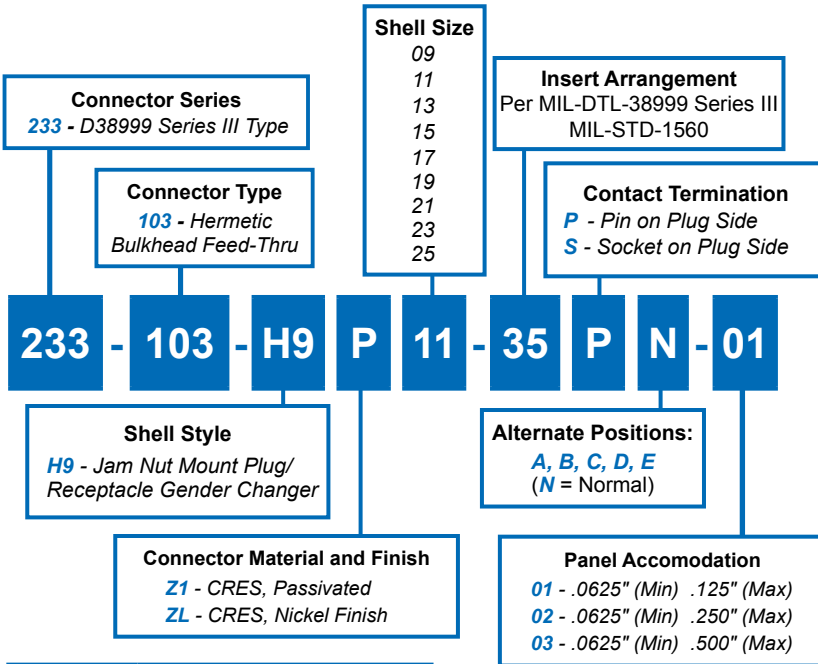 Shell Size
09
11
13
15
17
19
21
23
25
Insert Arrangement
Per MIL-DTL-38999 Series III
MIL-STD-1560
Connector Series
233 - D38999 Series III Type
Connector Type
103 - Hermetic
Bulkhead Feed-Thru
Contact Termination
P - Pin on Plug Side
S - Socket on Plug Side
233 - 103 - H9 P 11 - 35 P N - 01
Shell Style
H9 - Jam Nut Mount Plug/
Receptacle Gender Changer
Alternate Positions:
A, B, C, D, E
(N = Normal)
Connector Material and Finish
Z1 - CRES, Passivated
ZL - CRES, Nickel Finish
Panel Accomodation
01 - .0625" (Min) .125" (Max)
02 - .0625" (Min) .250" (Max)
03 - .0625" (Min) .500" (Max)